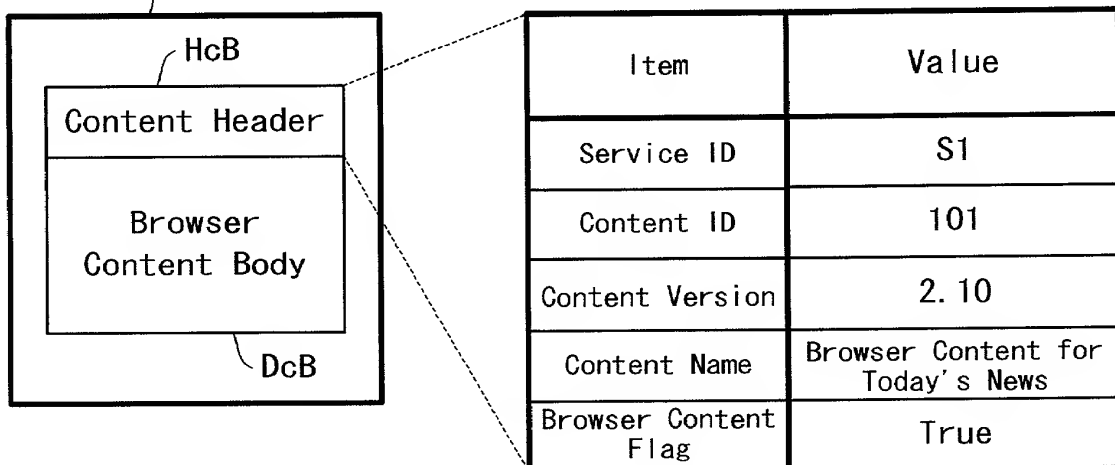 HcB
Content Header
Browser
Content Body
DcB
Item Value
Service ID S1
Content ID 101
Content Version 2.10
Content Name Browser Content for
Today's News
Browser Content
Flag True